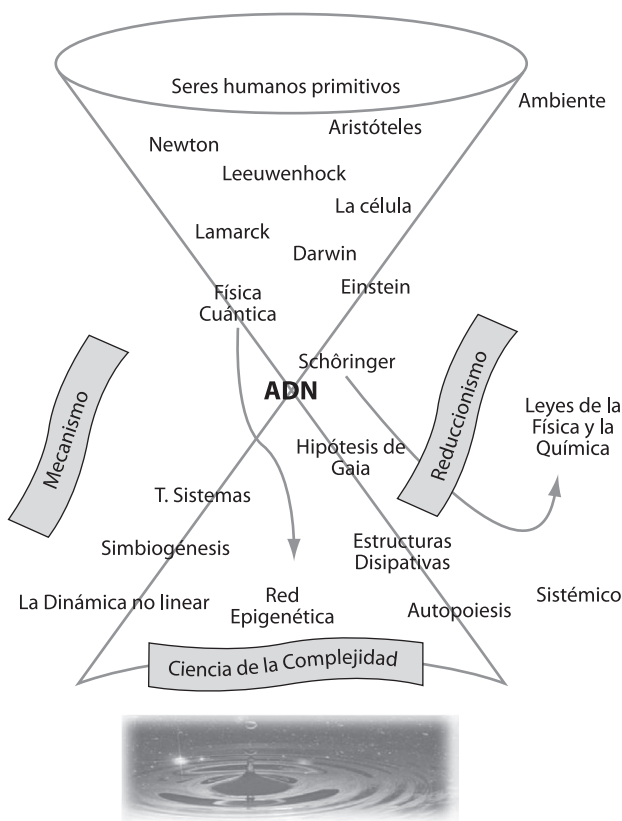 Seres humanos primitivos
Ambiente
Aristóteles
Newton
Leeuwenhock
La célula
Lamarck
Darwin
Einstein
Física
Cuántica
Schôringer
ADN
Mecanismo
Reduccionismo
Leyes de la
Física y la
Química
Hipótesis de
Gaia
T. Sistemas
Simbiogénesis
Estructuras
Disipativas
La Dinámica no linear
Red
Epigenética
Autopoiesis
Sistémico
Ciencia de la Complejidad